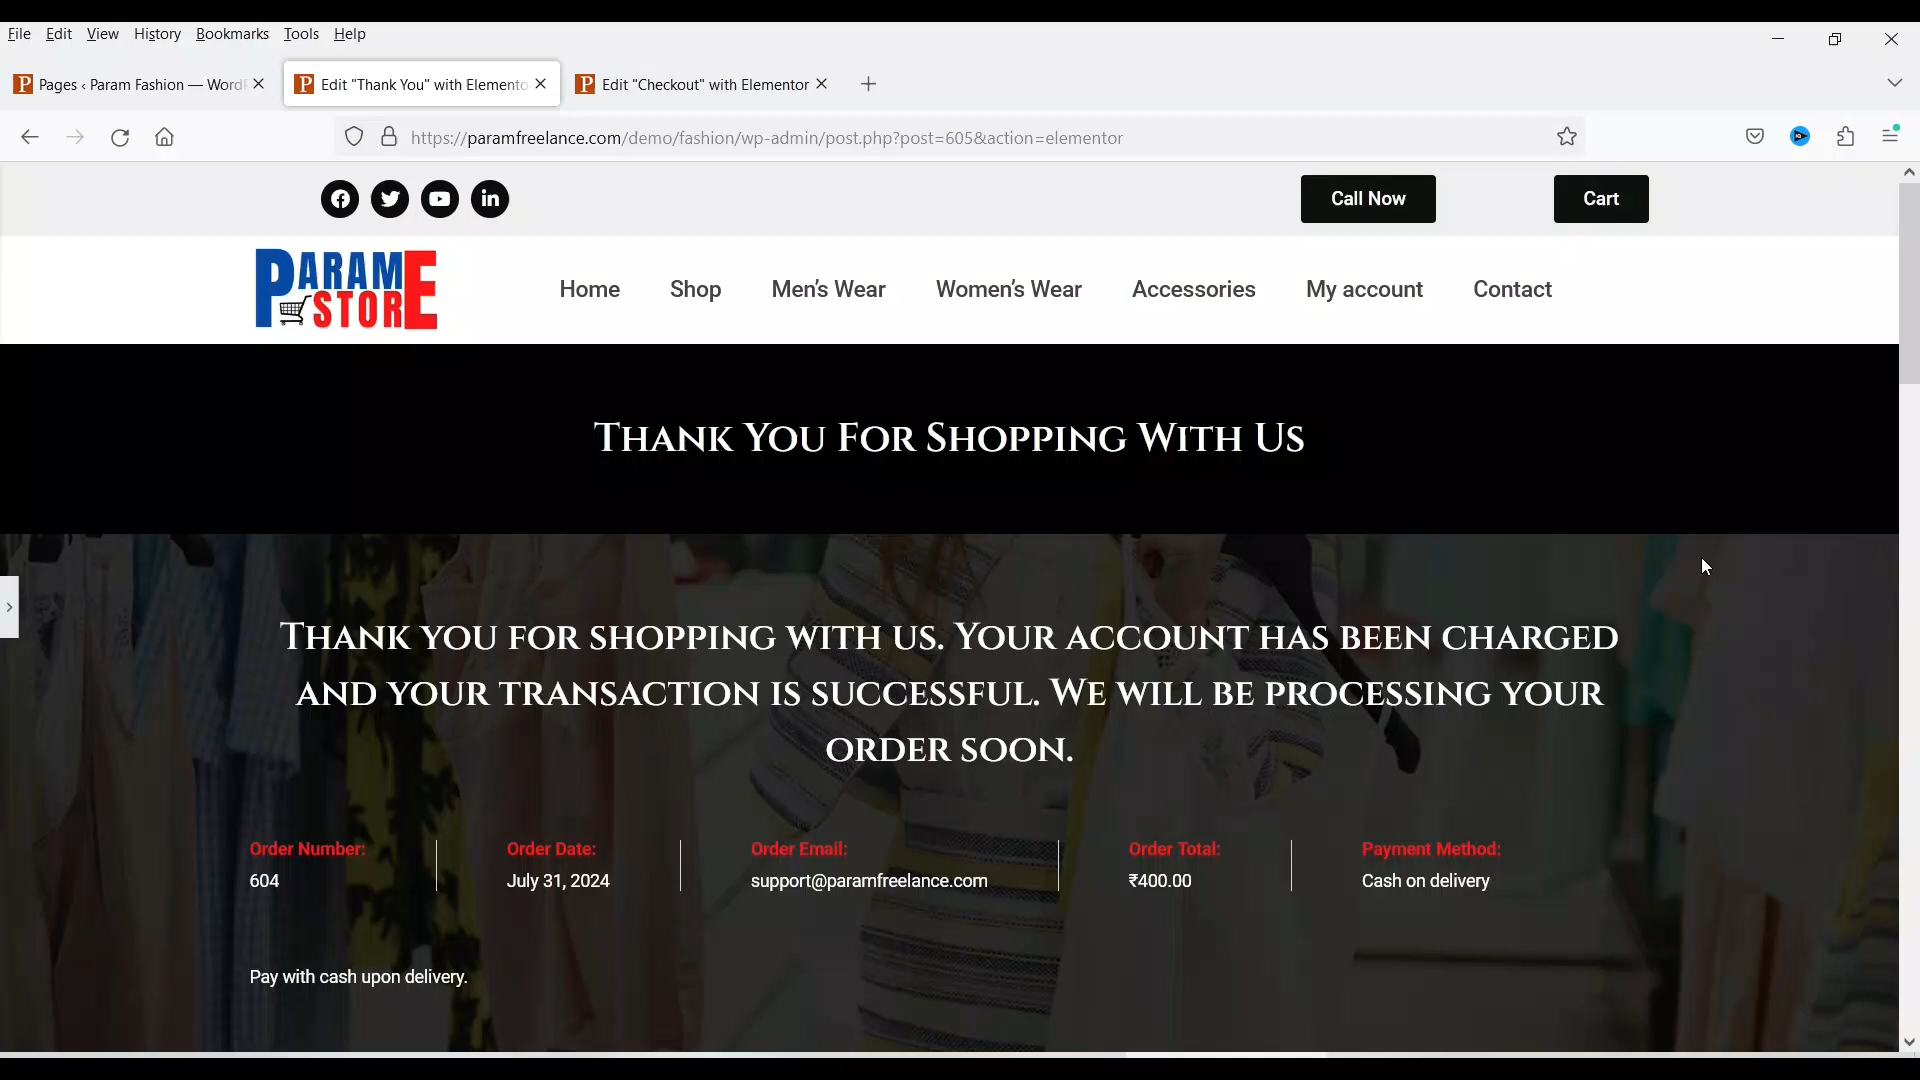 File Edit View History Bookmarks Tools Help
Pages ‹ Param Fashion — Word
Edit "Thank You" with Elemento
Edit "Checkout" with Elementor
https://paramfreelance.com/demo/fashion/wp-admin/post.php?post=605&action=elementor
Call Now
Cart
PARAM E STORE
Home Shop Men’s Wear Women’s Wear Accessories My account Contact
Thank You For Shopping With Us
Thank you for shopping with us. Your account has been charged
and your transaction is successful. We will be processing your
order soon.
Order Number: Order Date: Order Email: Order Total: Payment Method:
604 July 31, 2024 support@paramfreelance.com ₹400.00 Cash on delivery
Pay with cash upon delivery.